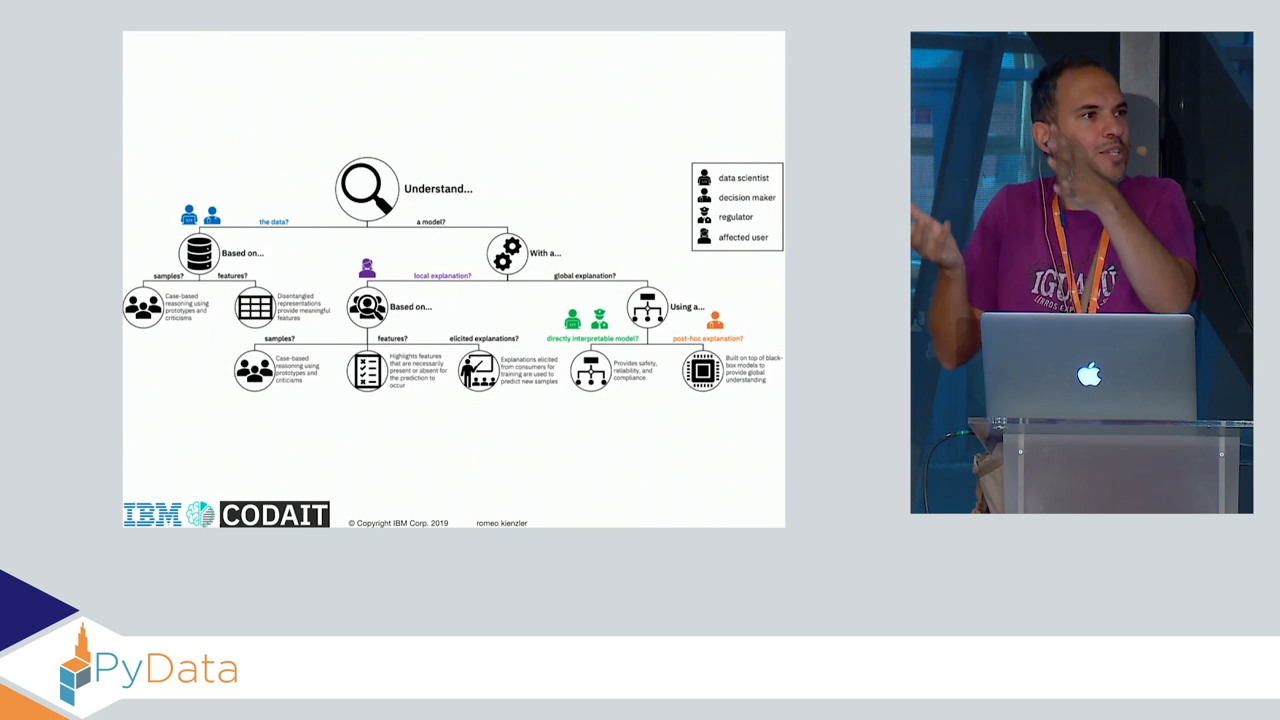 Understand...
the data?
a model?
data scientist
decision maker
regulator
affected user
Based on...
With a...
samples?
features?
local explanation?
global explanation?
Case-based
reasoning using
prototypes and
criticisms
Disentangled
representations
provide meaningful
features
Based on...
Using a...
samples?
features?
elicited explanations?
directly interpretable model?
post-hoc explanation?
Case-based
reasoning using
prototypes and
criticisms
Highlights features
that are necessarily
present or absent for
the prediction to
occur
Explanations elicited
from consumers for
training are used to
predict new samples
Provides safety,
reliability, and
compliance
Built on top of black-
box models to
provide global
understanding
IBM CODAIT
© Copyright IBM Corp. 2019
romeo kienzler
PyData